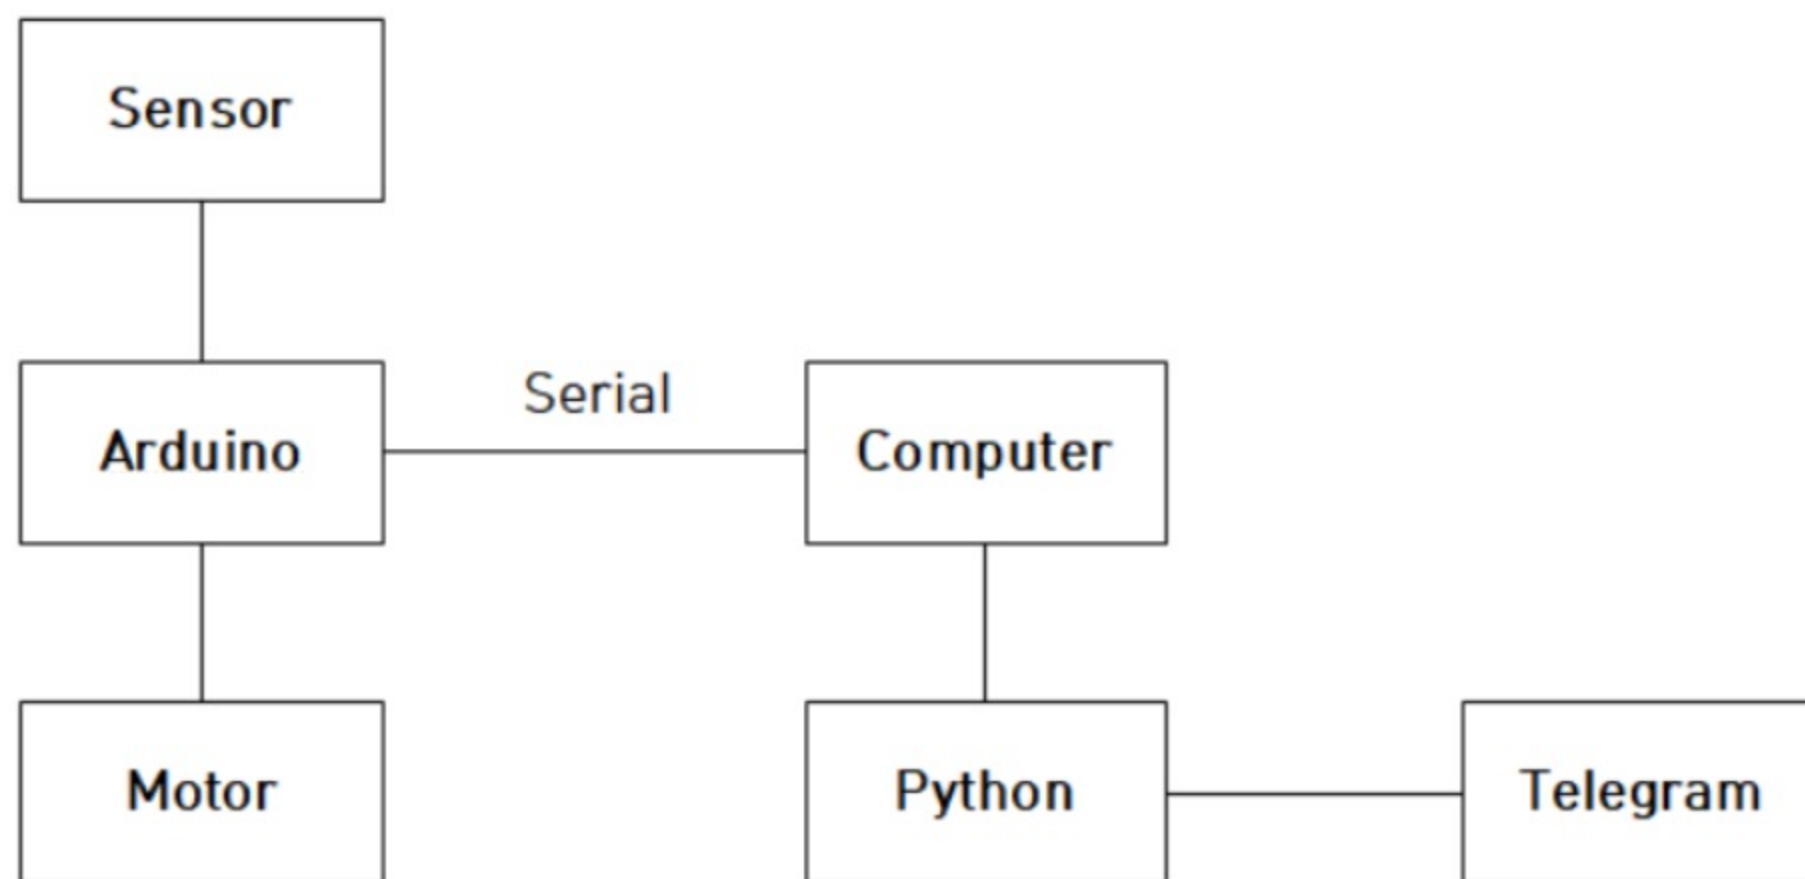 Sensor
Serial
Arduino
Computer
Motor
Python
Telegram